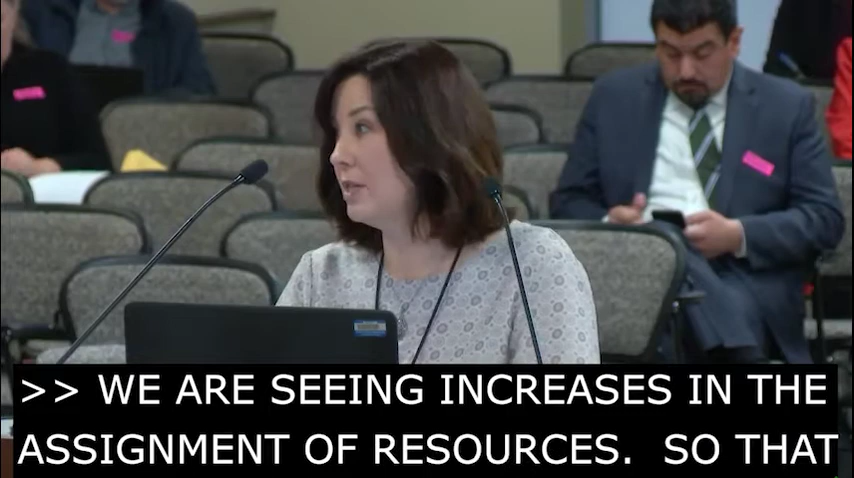 >> WE ARE SEEING INCREASES IN THE
ASSIGNMENT OF RESOURCES.  SO THAT